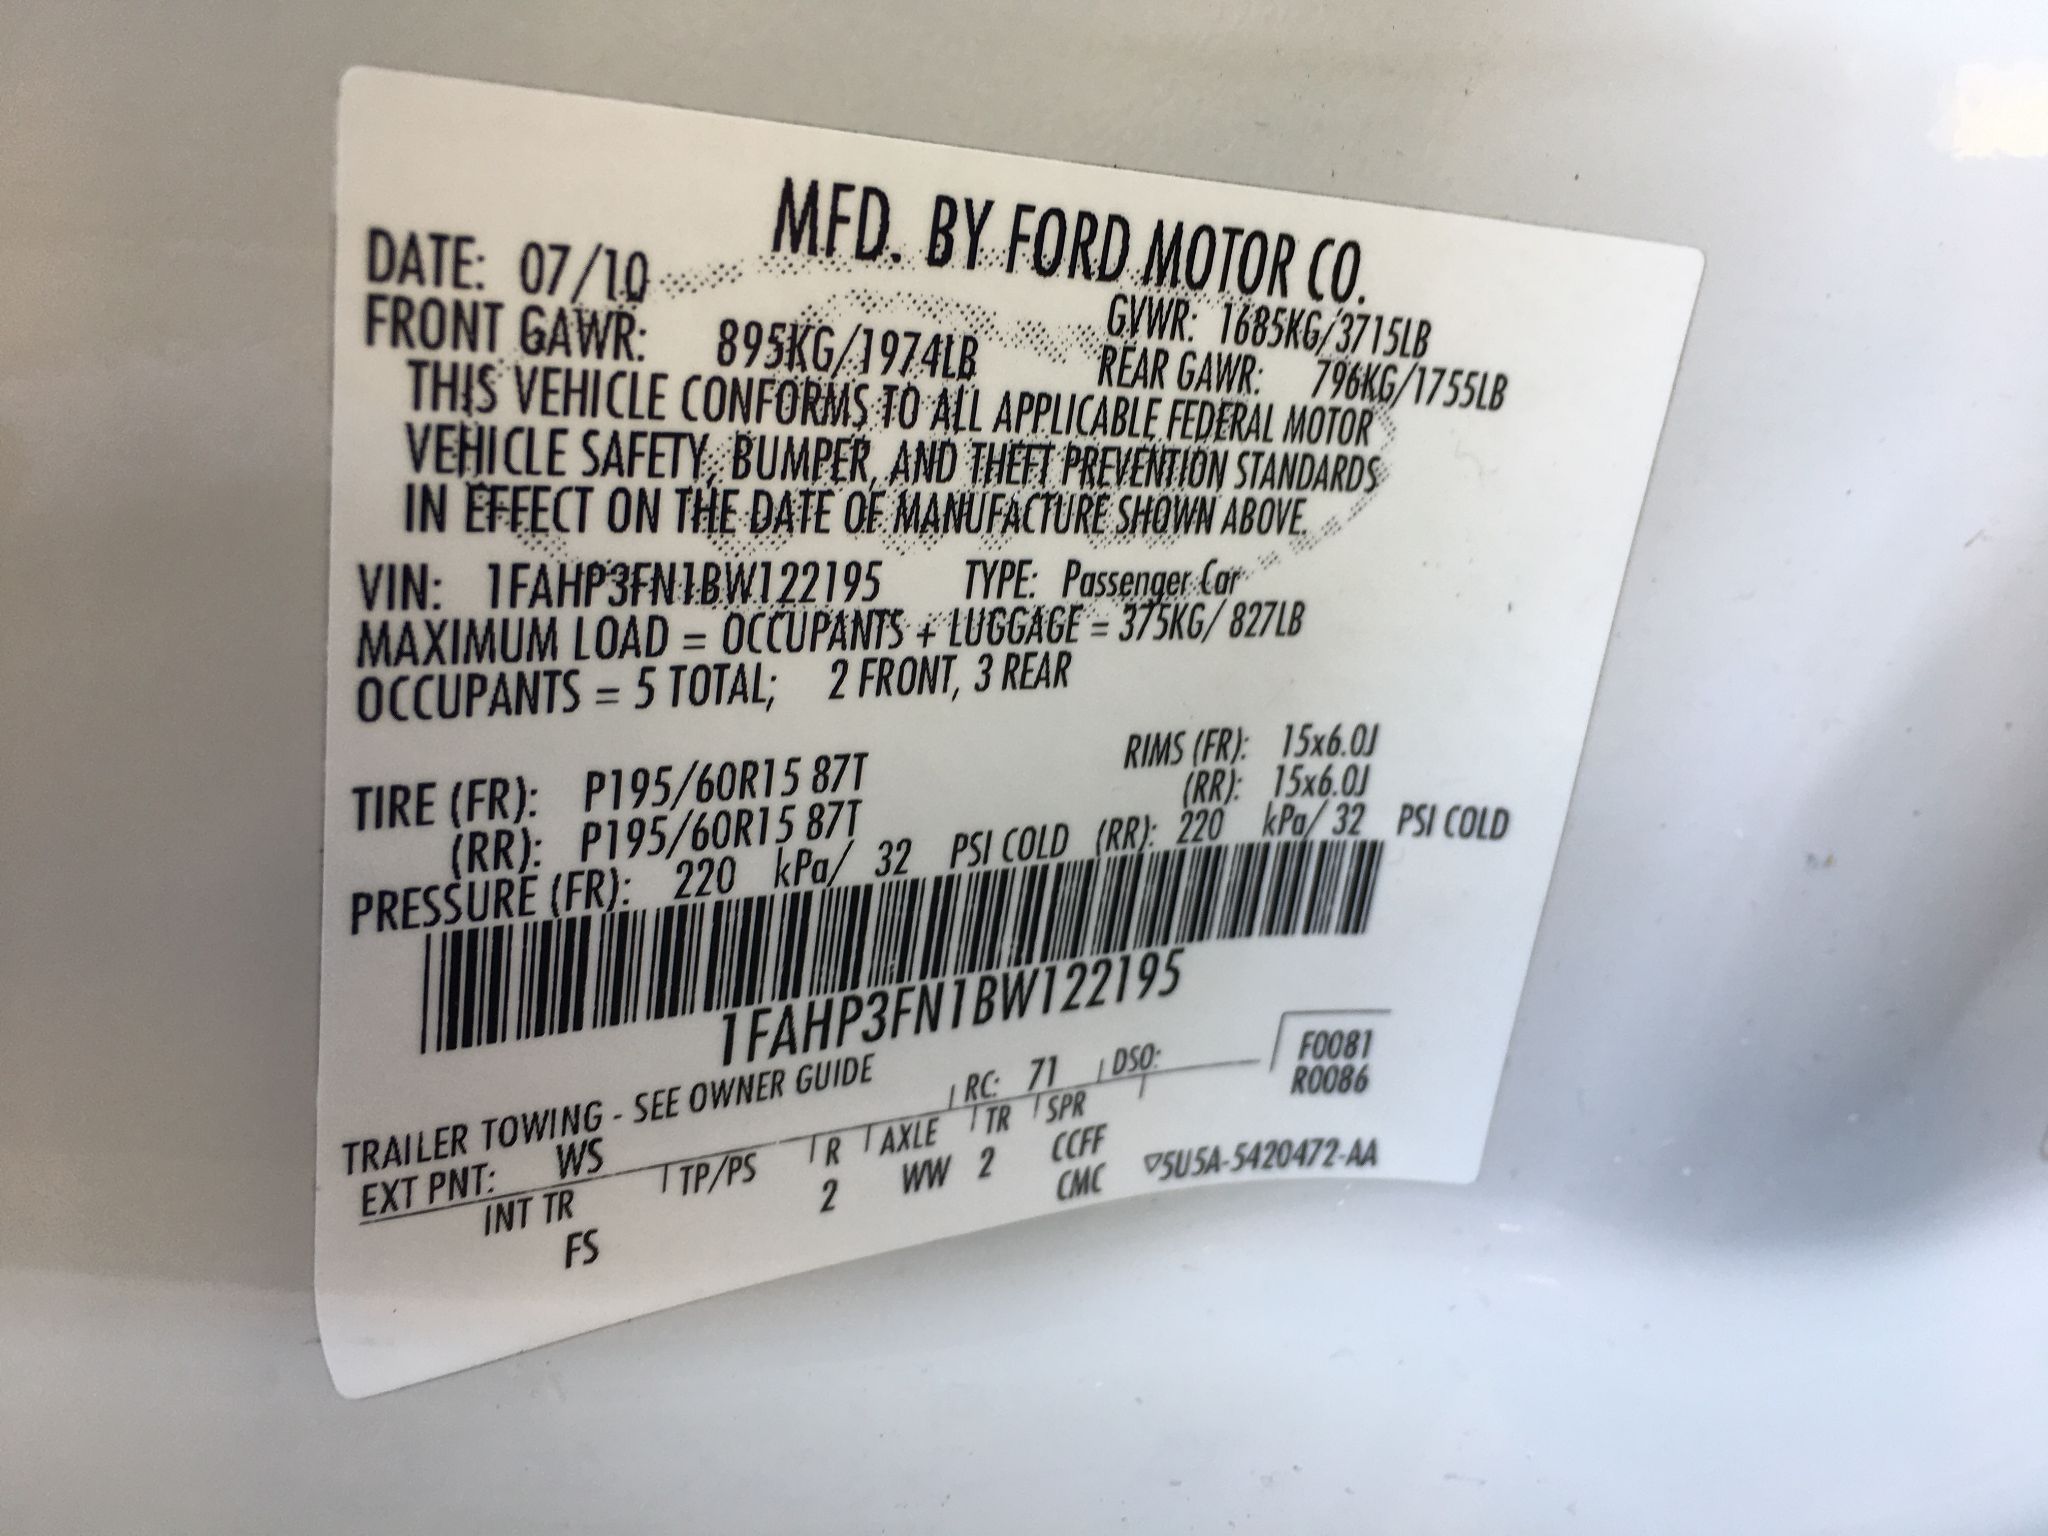 MFD. BY FORD MOTOR CO.
DATE: 07/10 GVWR: 1685KG/3715LB
FRONT GAWR: 895KG/1974LB REAR GAWR: 796KG/1755LB
THIS VEHICLE CONFORMS TO ALL APPLICABLE FEDERAL MOTOR
VEHICLE SAFETY, BUMPER, AND THEFT PREVENTION STANDARDS
IN EFFECT ON THE DATE OF MANUFACTURE SHOWN ABOVE.
VIN: 1FAHP3FN1BW122195 TYPE: Passenger Car
MAXIMUM LOAD = OCCUPANTS + LUGGAGE = 375KG/ 827LB
OCCUPANTS = 5 TOTAL; 2 FRONT, 3 REAR
TIRE (FR): P195/60R15 87T RIMS (FR): 15x6.0J
(RR): P195/60R15 87T (RR): 15x6.0J
PRESSURE (FR): 220 kPa/ 32 PSI COLD (RR): 220 kPa/ 32 PSI COLD
1FAHP3FN1BW122195
TRAILER TOWING - SEE OWNER GUIDE
EXT PNT: WS RC: 71 DSO: F0081
R0086
INT TR TP/PS R AXLE TR SPR
FS 2 WW 2 CCFF
CMC ▽5U5A-5420472-AA